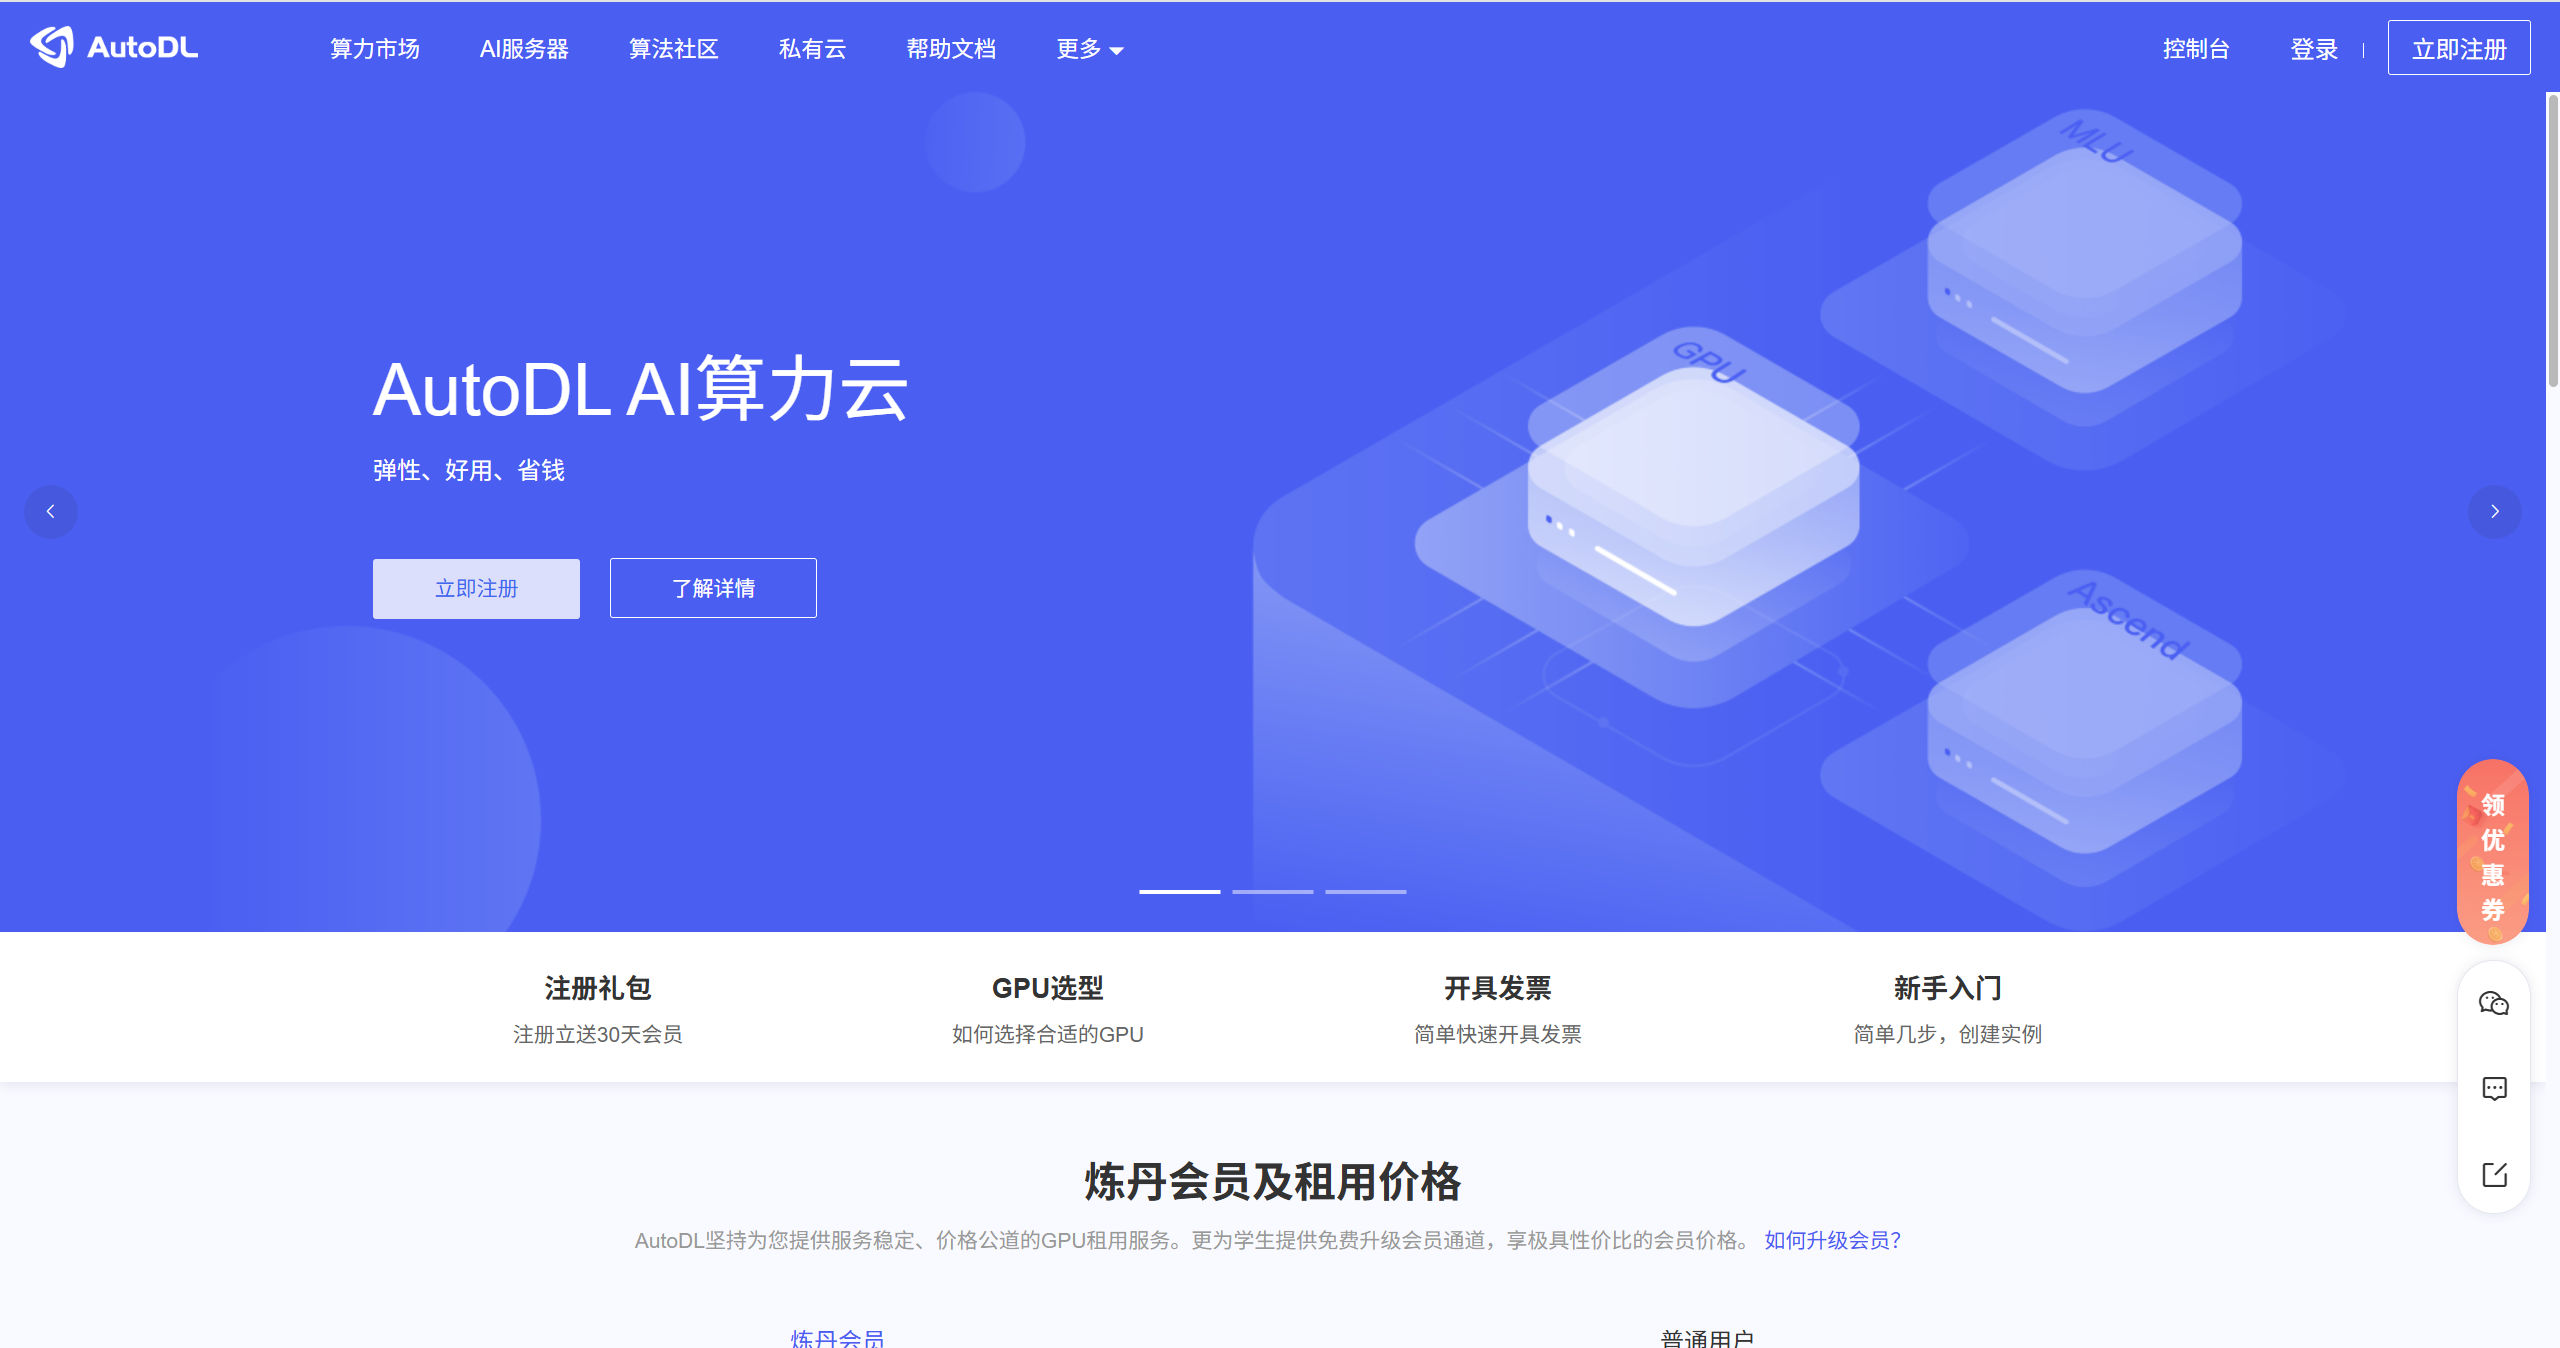 AutoDL 算力市场 AI服务器 算法社区 私有云 帮助文档 更多 控制台 登录 立即注册
MLU
GPU
AutoDL AI算力云
弹性、好用、省钱
立即注册 了解详情
Ascend
领
优
惠
券
注册礼包 GPU选型 开具发票 新手入门
注册立送30天会员 如何选择合适的GPU 简单快速开具发票 简单几步，创建实例
炼丹会员及租用价格
AutoDL坚持为您提供服务稳定、价格公道的GPU租用服务。更为学生提供免费升级会员通道，享极具性价比的会员价格。 如何升级会员？
炼丹会员 普通用户